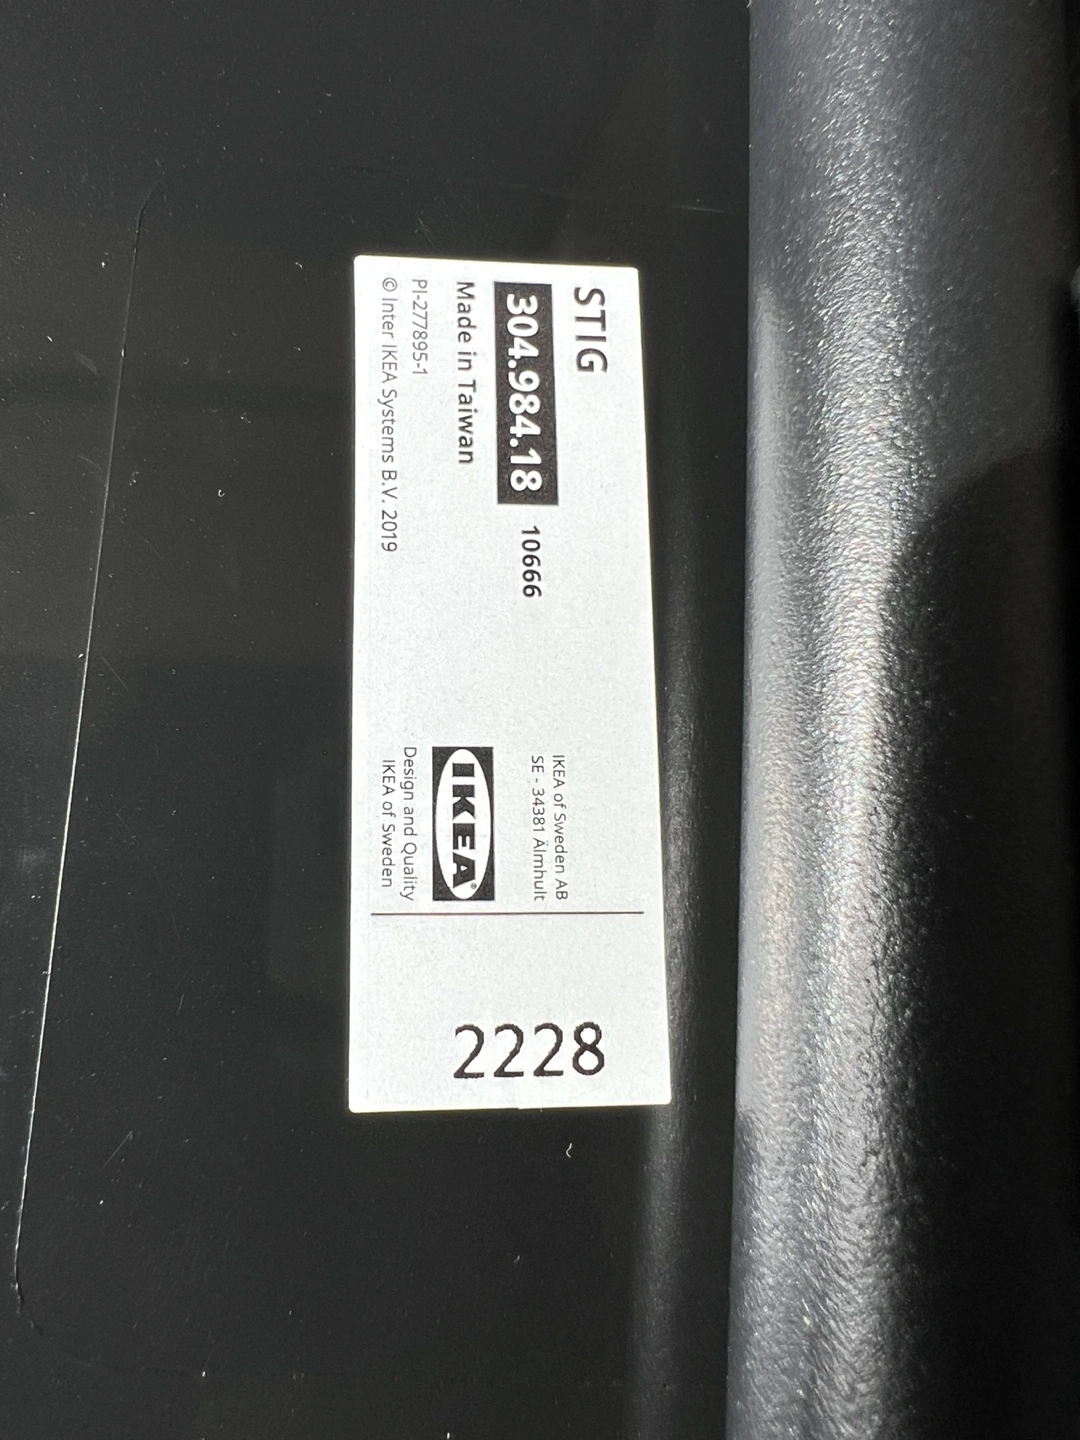 STIG
304.984.18 10666
Made in Taiwan
PI-277895-1
© Inter IKEA Systems B.V. 2019
IKEA of Sweden AB
SE - 34381 Älmhult
IKEA®
Design and Quality
IKEA of Sweden
2228